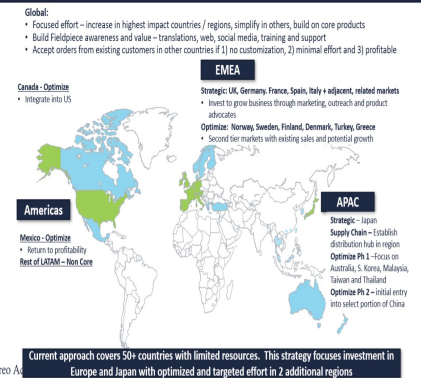 Global:
• Focused effort – increase in highest impact countries / regions, simplify in others, build on core products
• Build Fieldpiece awareness and value – translations, web, social media, training and support
• Accept orders from existing customers in other countries if 1) no customization, 2) minimal effort and 3) profitable
EMEA
Strategic: UK, Germany. France, Spain, Italy + adjacent, related markets
• Invest to grow business through marketing, outreach and product
advocates
Optimize: Norway, Sweden, Finland, Denmark, Turkey, Greece
• Second tier markets with existing sales and potential growth
Canada - Optimize
• Integrate into US
Americas
Mexico - Optimize
• Return to profitability
Rest of LATAM – Non Core
APAC
Strategic – Japan
Supply Chain – Establish
distribution hub in region
Optimize Ph 1 –Focus on
Australia, S. Korea, Malaysia,
Taiwan and Thailand
Optimize Ph 2 – initial entry
into select portion of China
Current approach covers 50+ countries with limited resources. This strategy focuses investment in
Europe and Japan with optimized and targeted effort in 2 additional regions